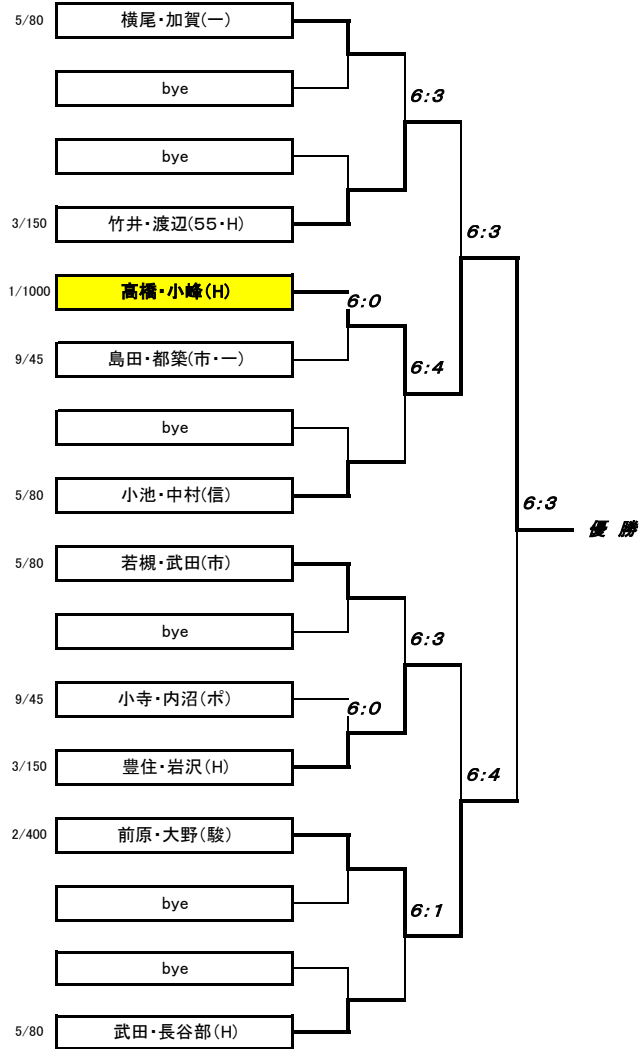 5/80 横尾・加賀(一)
bye
6:3
bye
3/150 竹井・渡辺(55・H)
6:3
1/1000 高橋・小峰(H)
6:0
9/45 島田・都築(市・一)
6:4
bye
5/80 小池・中村(信)
6:3
優 勝
5/80 若槻・武田(市)
bye
6:3
9/45 小寺・内沼(ポ)
6:0
3/150 豊住・岩沢(H)
6:4
2/400 前原・大野(駿)
bye
6:1
bye
5/80 武田・長谷部(H)